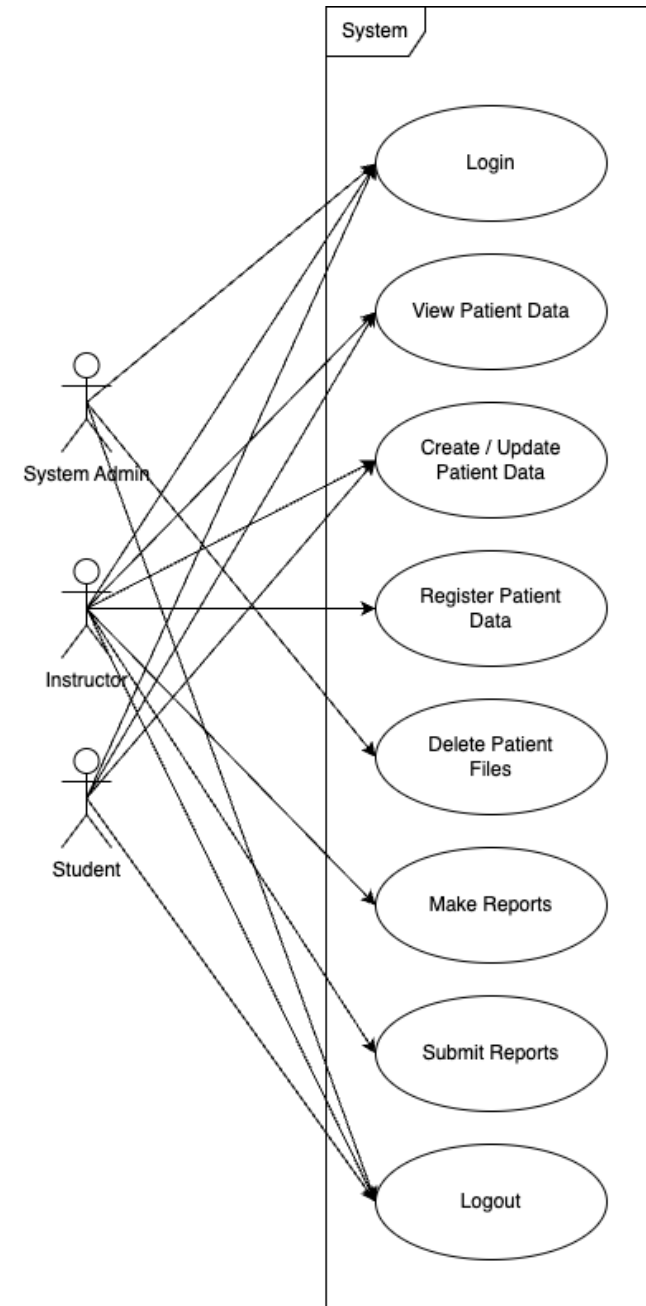 System
Login
View Patient Data
System Admin
Create / Update
Patient Data
Instructor
Register Patient
Data
Student
Delete Patient
Files
Make Reports
Submit Reports
Logout